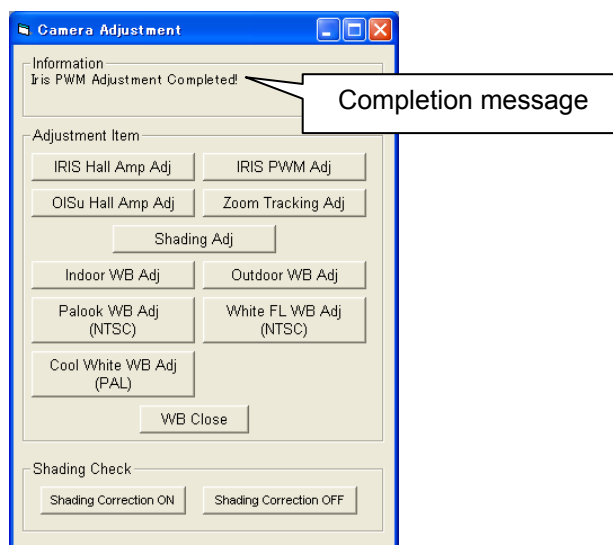 Camera Adjustment
Information
Iris PWM Adjustment Completed!
Completion message
Adjustment Item
IRIS Hall Amp Adj
IRIS PWM Adj
OISu Hall Amp Adj
Zoom Tracking Adj
Shading Adj
Indoor WB Adj
Outdoor WB Adj
Palook WB Adj
(NTSC)
White FL WB Adj
(NTSC)
Cool White WB Adj
(PAL)
WB Close
Shading Check
Shading Correction ON
Shading Correction OFF